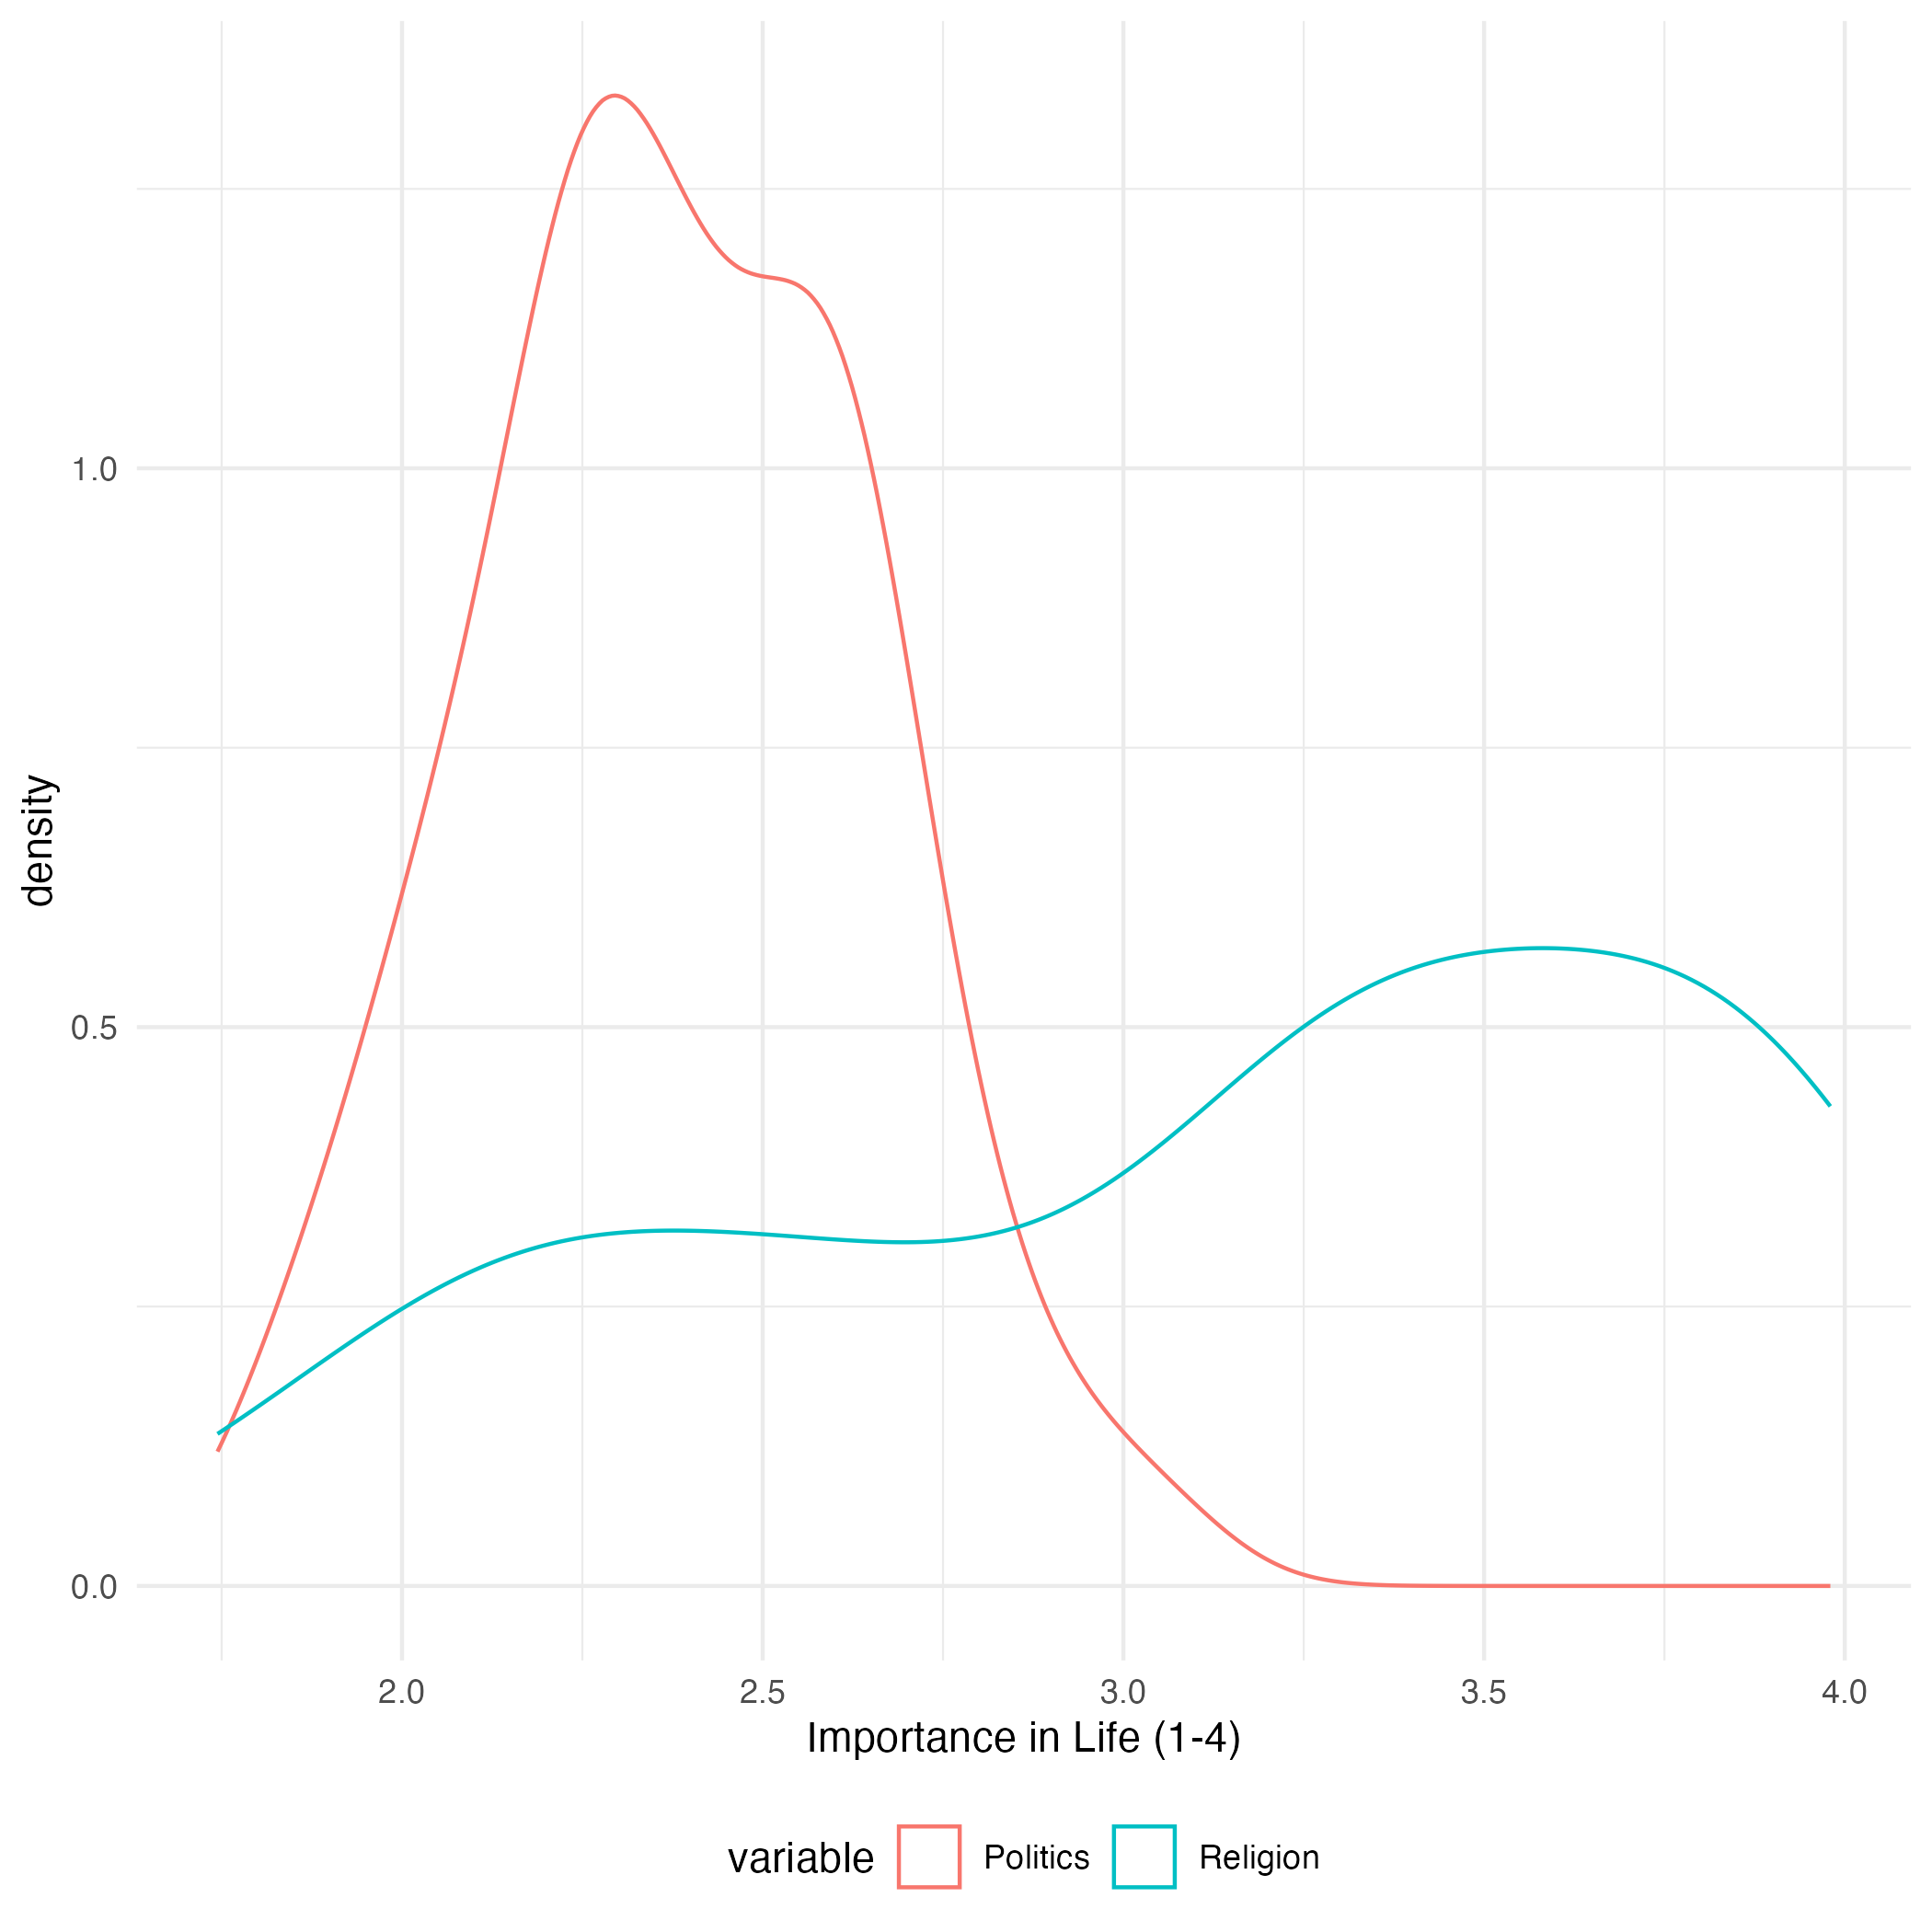 density
1.0
0.5
0.0
2.0 2.5 3.0 3.5 4.0
Importance in Life (1-4)
variable Politics Religion